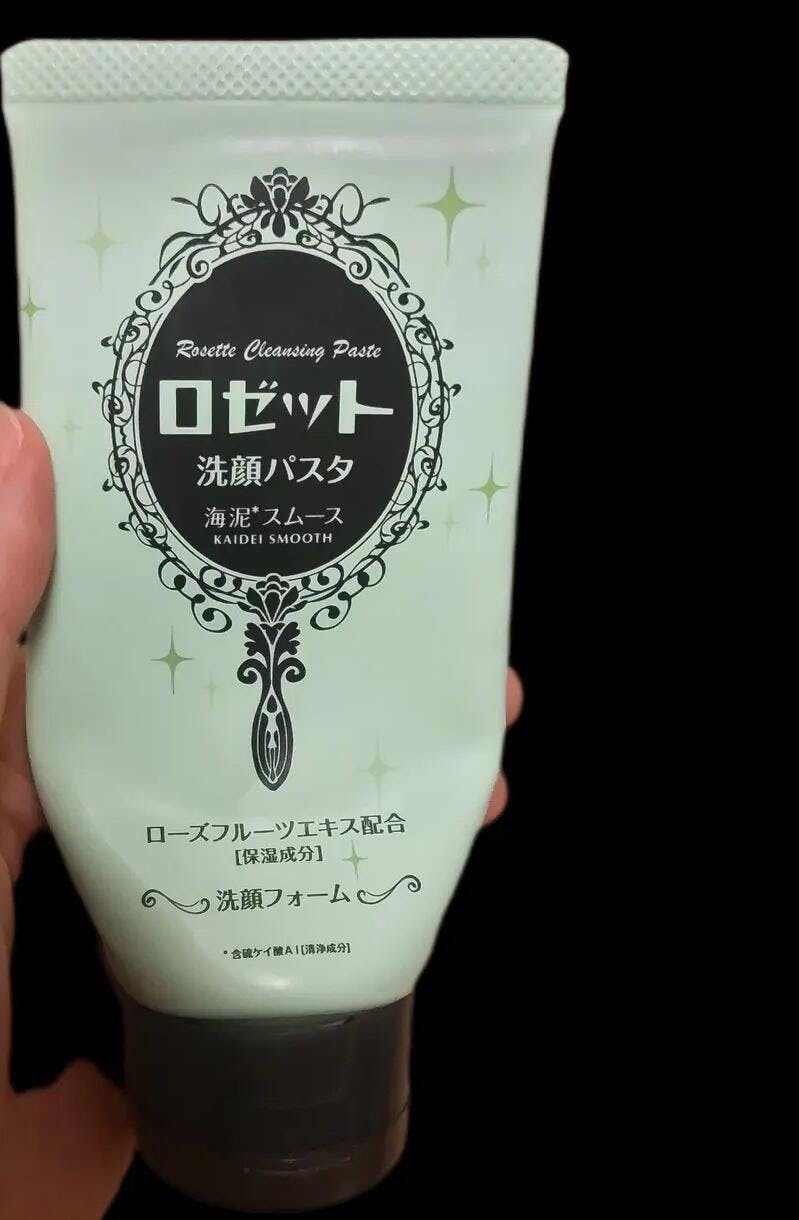 Rosette Cleansing Paste
ロゼット
洗顔パスタ
海泥*スムース
KAIDEI SMOOTH
ローズフルーツエキス配合
[保湿成分]
洗顔フォーム
*含硫ケイ酸Al[清浄成分]